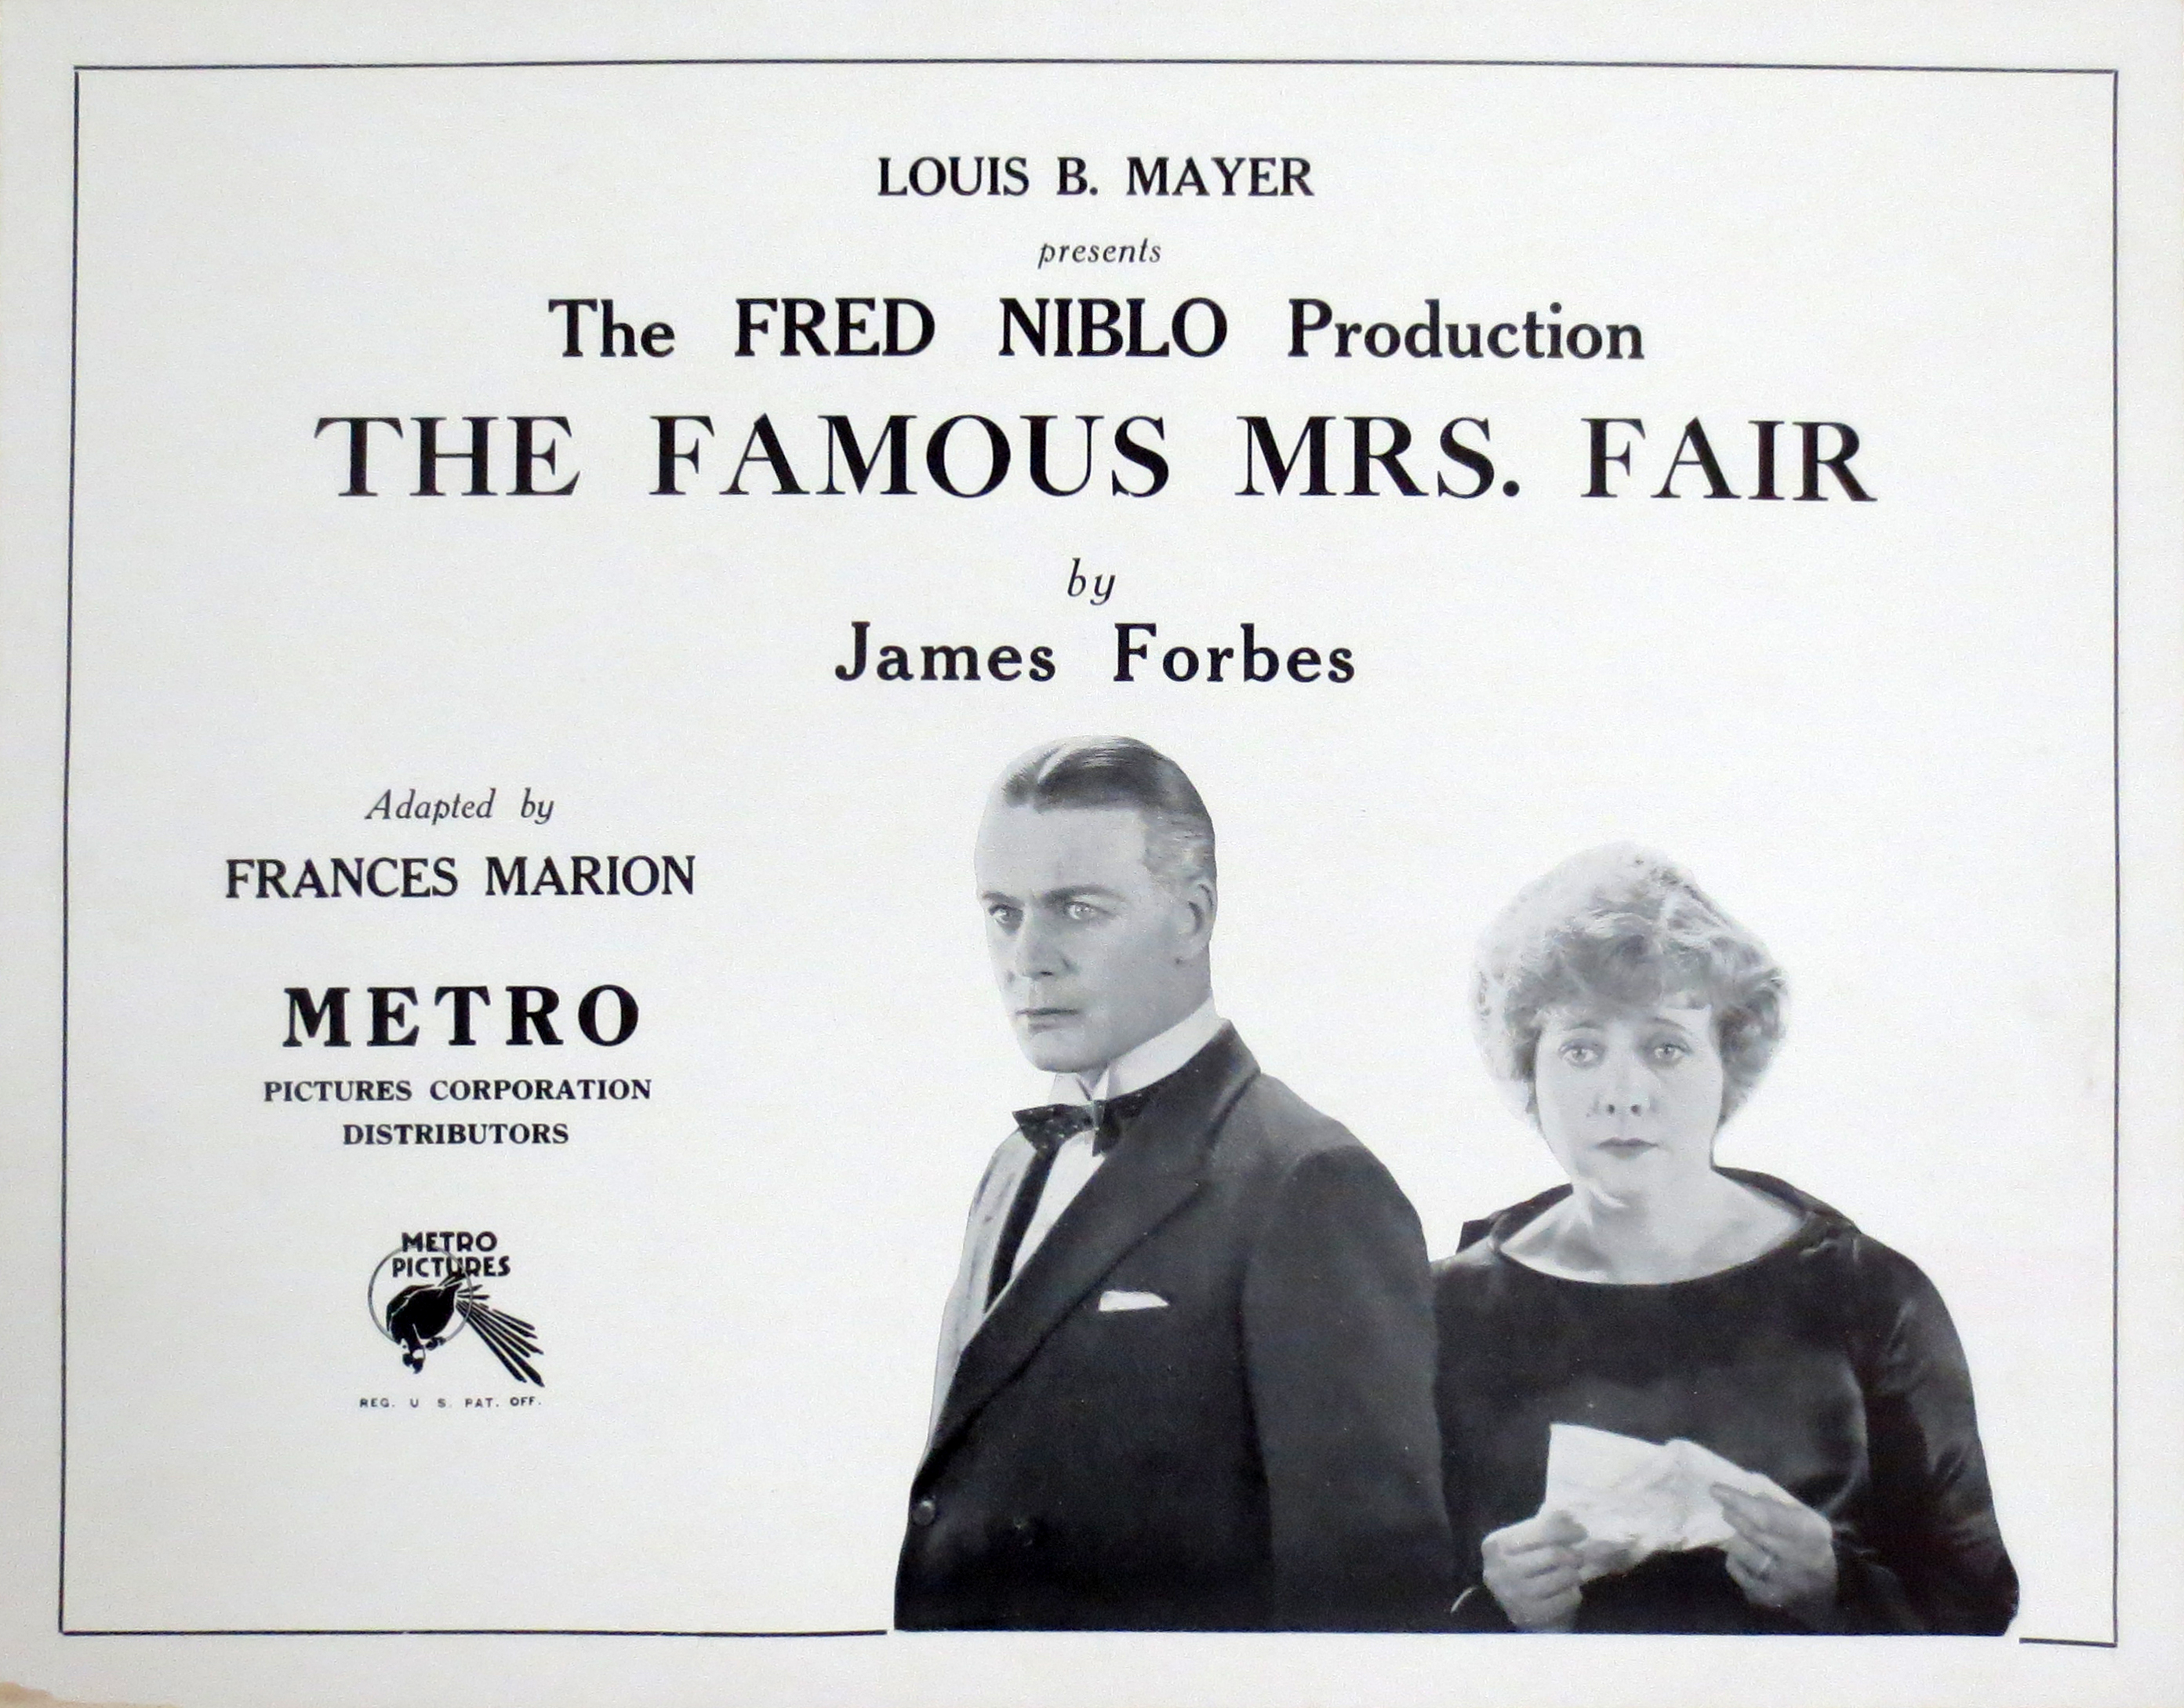 LOUIS B. MAYER
presents
The FRED NIBLO Production
THE FAMOUS MRS. FAIR
by
James Forbes
Adapted by
FRANCES MARION
METRO
PICTURES CORPORATION
DISTRIBUTORS
METRO
PICTURES
REG. U S. PAT. OFF.